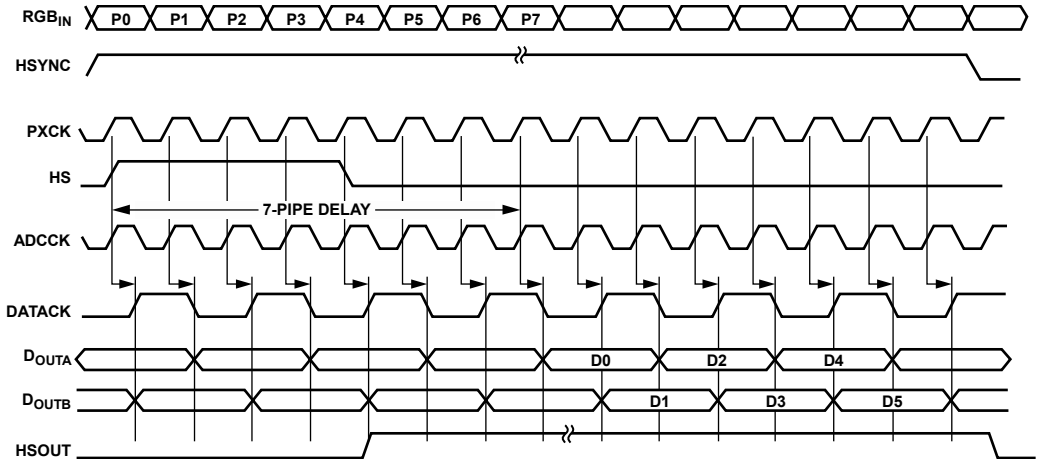 RGBIN P0 P1 P2 P3 P4 P5 P6 P7
HSYNC
PXCK
HS
7-PIPE DELAY
ADCCK
DATACK
DOUTA D0 D2 D4
DOUTB D1 D3 D5
HSOUT